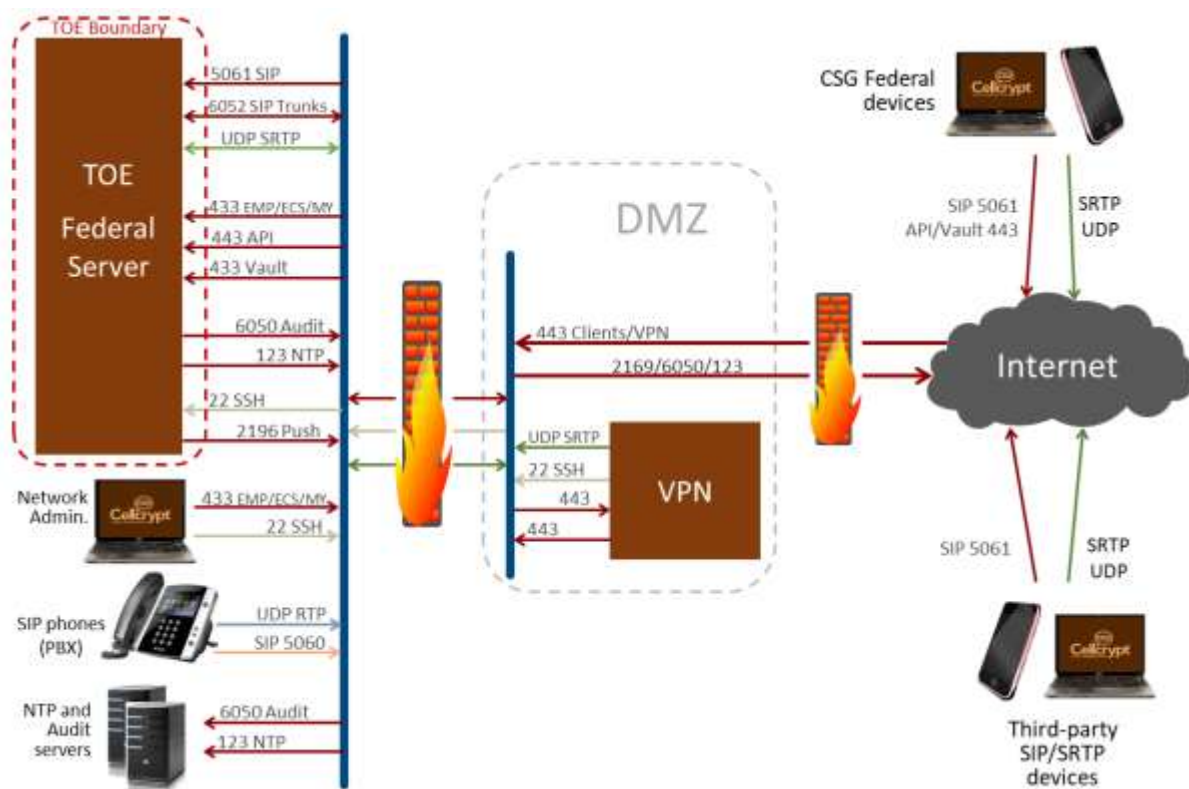 TOE Boundary
TOE
Federal
Server
5061 SIP
6052 SIP Trunks
UDP SRTP
433 EMP/ECS/MY
443 API
433 Vault
6050 Audit
123 NTP
22 SSH
2196 Push
Network
Admin.
Cellcrypt
433 EMP/ECS/MY
22 SSH
SIP phones
(PBX)
UDP RTP
SIP 5060
NTP and
Audit
servers
6050 Audit
123 NTP
DMZ
443 Clients/VPN
2169/6050/123
UDP SRTP
22 SSH
443
443
VPN
CSG Federal
devices
Cellcrypt
SIP 5061
API/Vault 443
SRTP
UDP
Internet
SIP 5061
SRTP
UDP
Cellcrypt
Third-party
SIP/SRTP
devices